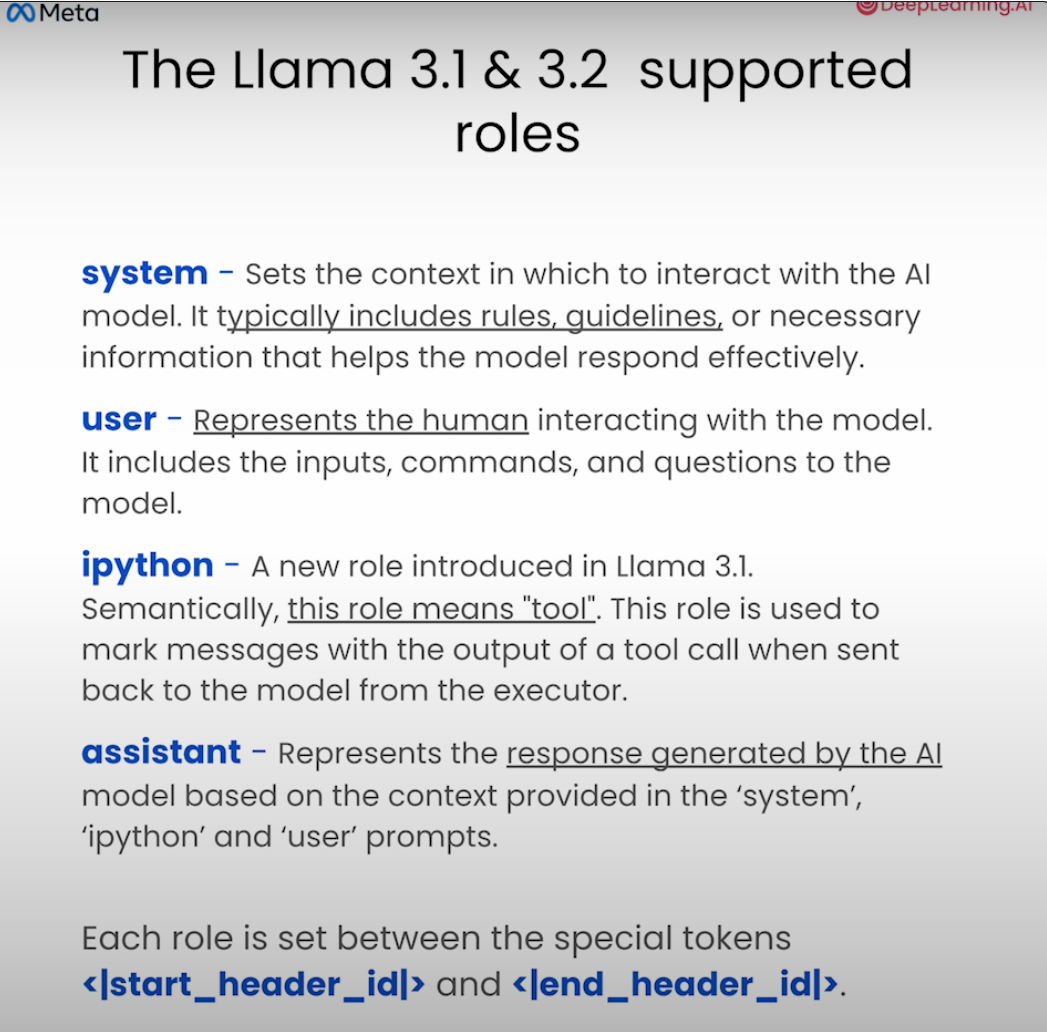 Meta
DeepLearning.AI
The Llama 3.1 & 3.2 supported
roles
system - Sets the context in which to interact with the AI
model. It typically includes rules, guidelines, or necessary
information that helps the model respond effectively.
user - Represents the human interacting with the model.
It includes the inputs, commands, and questions to the
model.
ipython - A new role introduced in Llama 3.1.
Semantically, this role means "tool". This role is used to
mark messages with the output of a tool call when sent
back to the model from the executor.
assistant - Represents the response generated by the AI
model based on the context provided in the ‘system’,
‘ipython’ and ‘user’ prompts.
Each role is set between the special tokens
<|start_header_id|> and <|end_header_id|>.